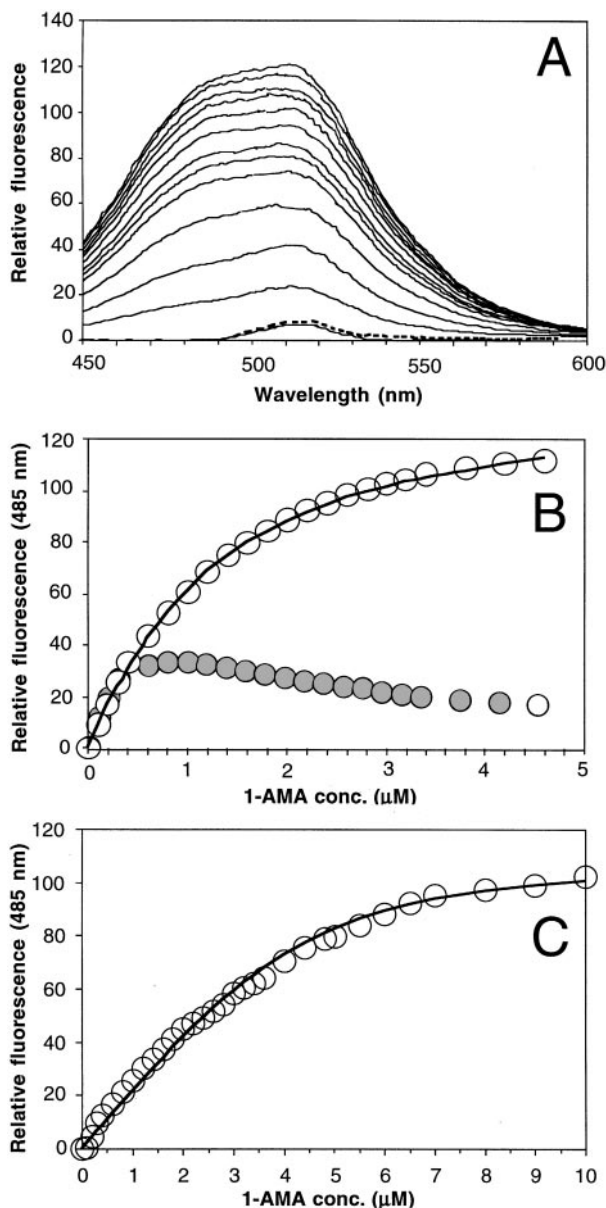 A
Relative fluorescence
140
120
100
80
60
40
20
0
450
500
550
600
Wavelength (nm)
B
Relative fluorescence (485 nm)
120
100
80
60
40
20
0
0 1 2 3 4 5
1-AMA conc. (µM)
C
Relative fluorescence (485 nm)
120
100
80
60
40
20
0
0 1 2 3 4 5 6 7 8 9 10
1-AMA conc. (µM)